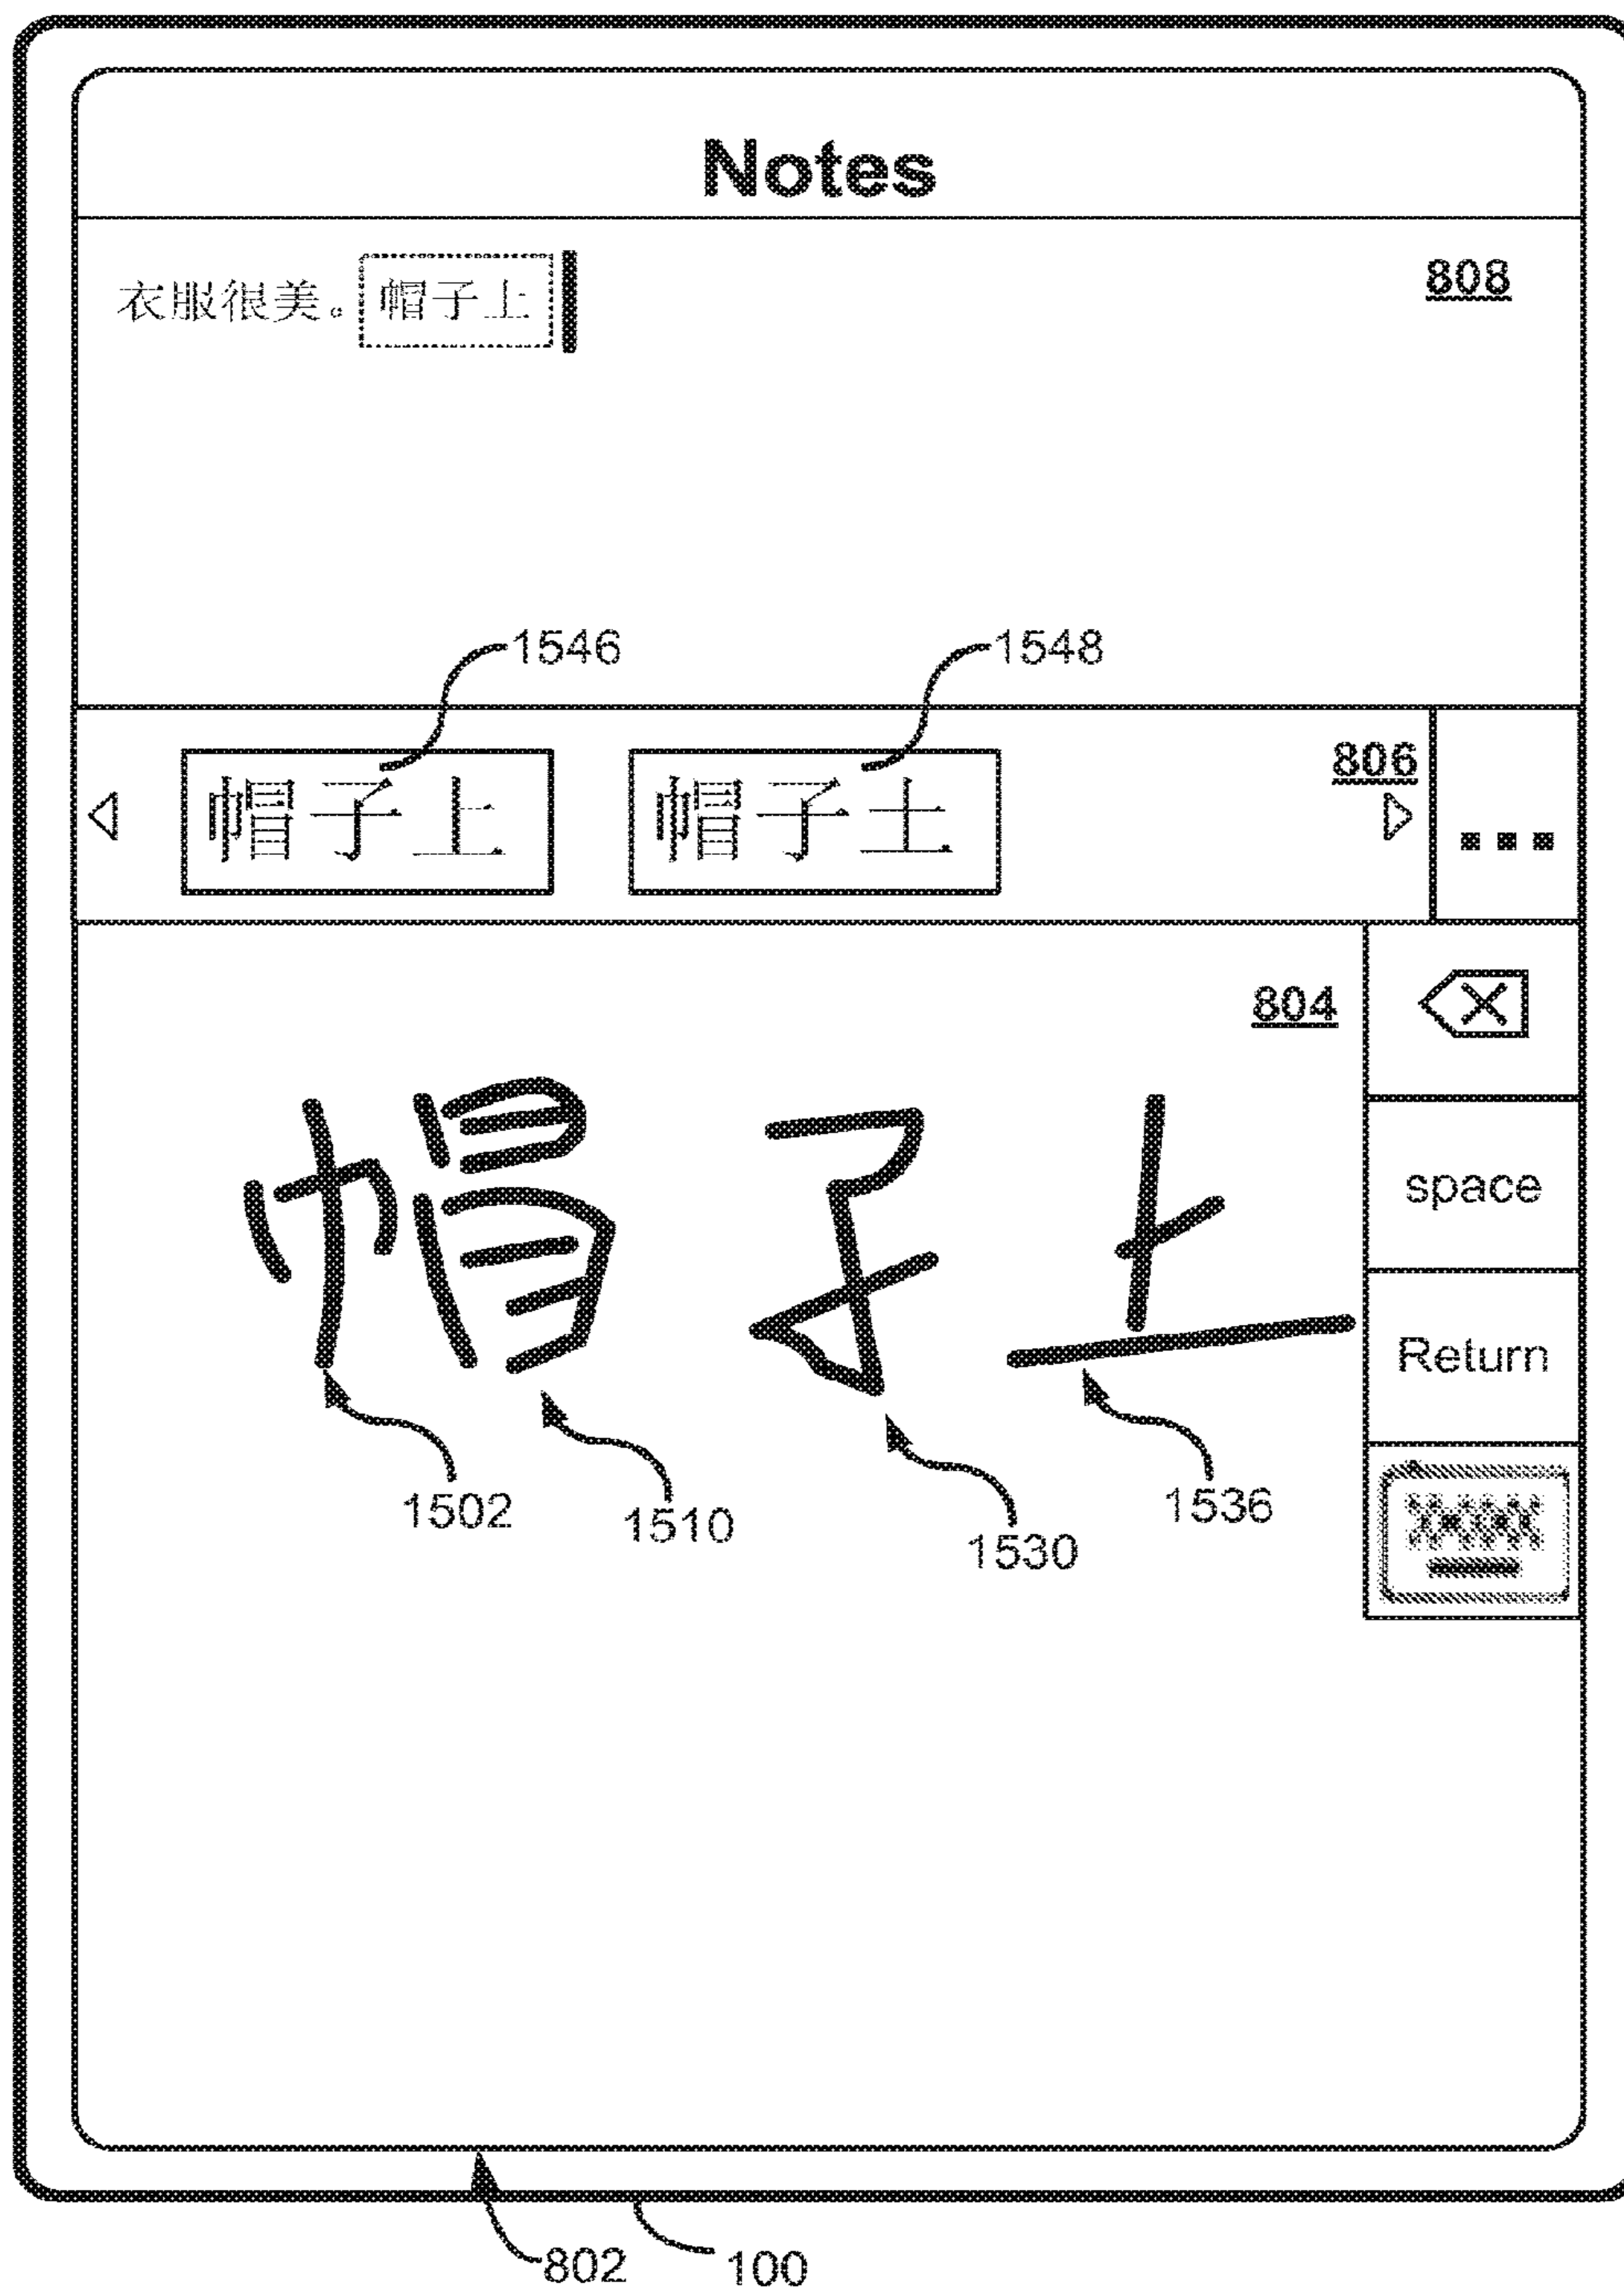 Notes
衣服很美。帽子上
808
1546 1548
帽子上 帽子土 806
...
804
帽子上
space
Return
1502 1510 1530 1536
802 100